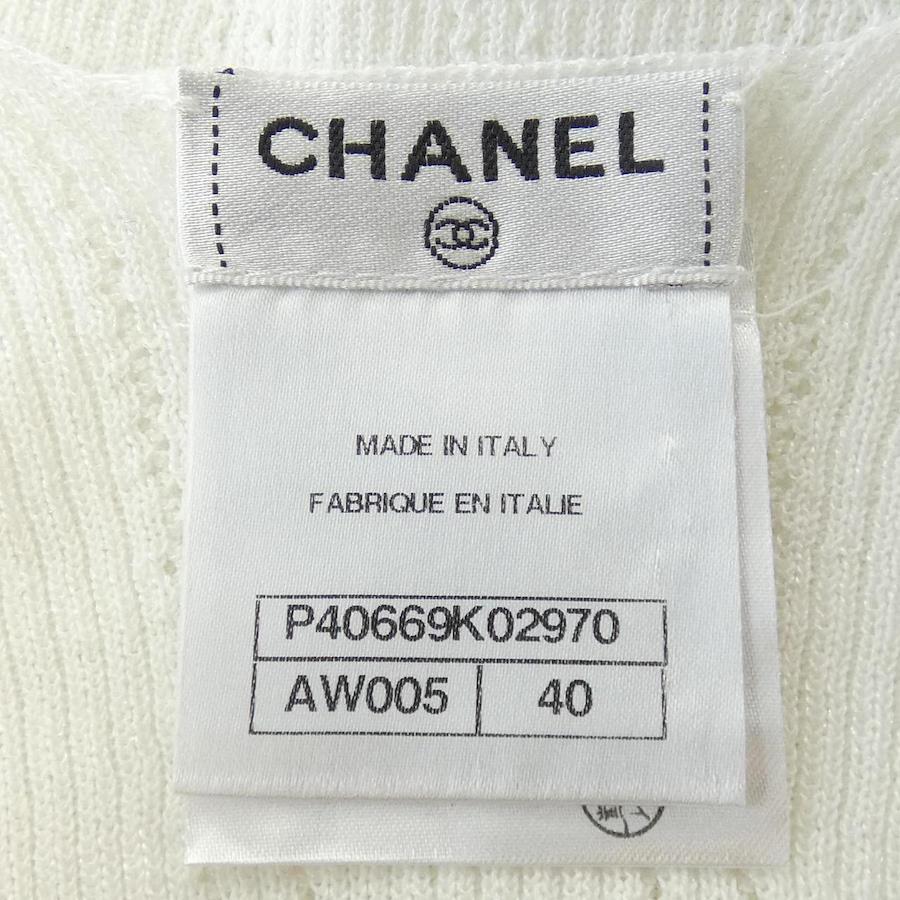 CHANEL
MADE IN ITALY
FABRIQUE EN ITALIE
P40669K02970
AW005 40